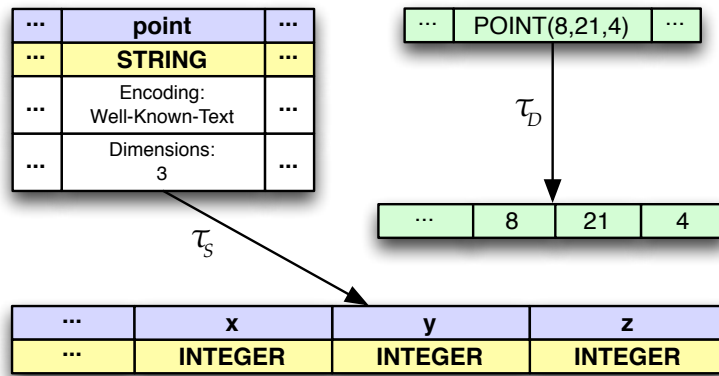 ... point ...
... STRING ...
... Encoding: Well-Known-Text ...
... Dimensions: 3 ...
... POINT(8,21,4) ...
τD
... 8 21 4
τS
... x y z
... INTEGER INTEGER INTEGER